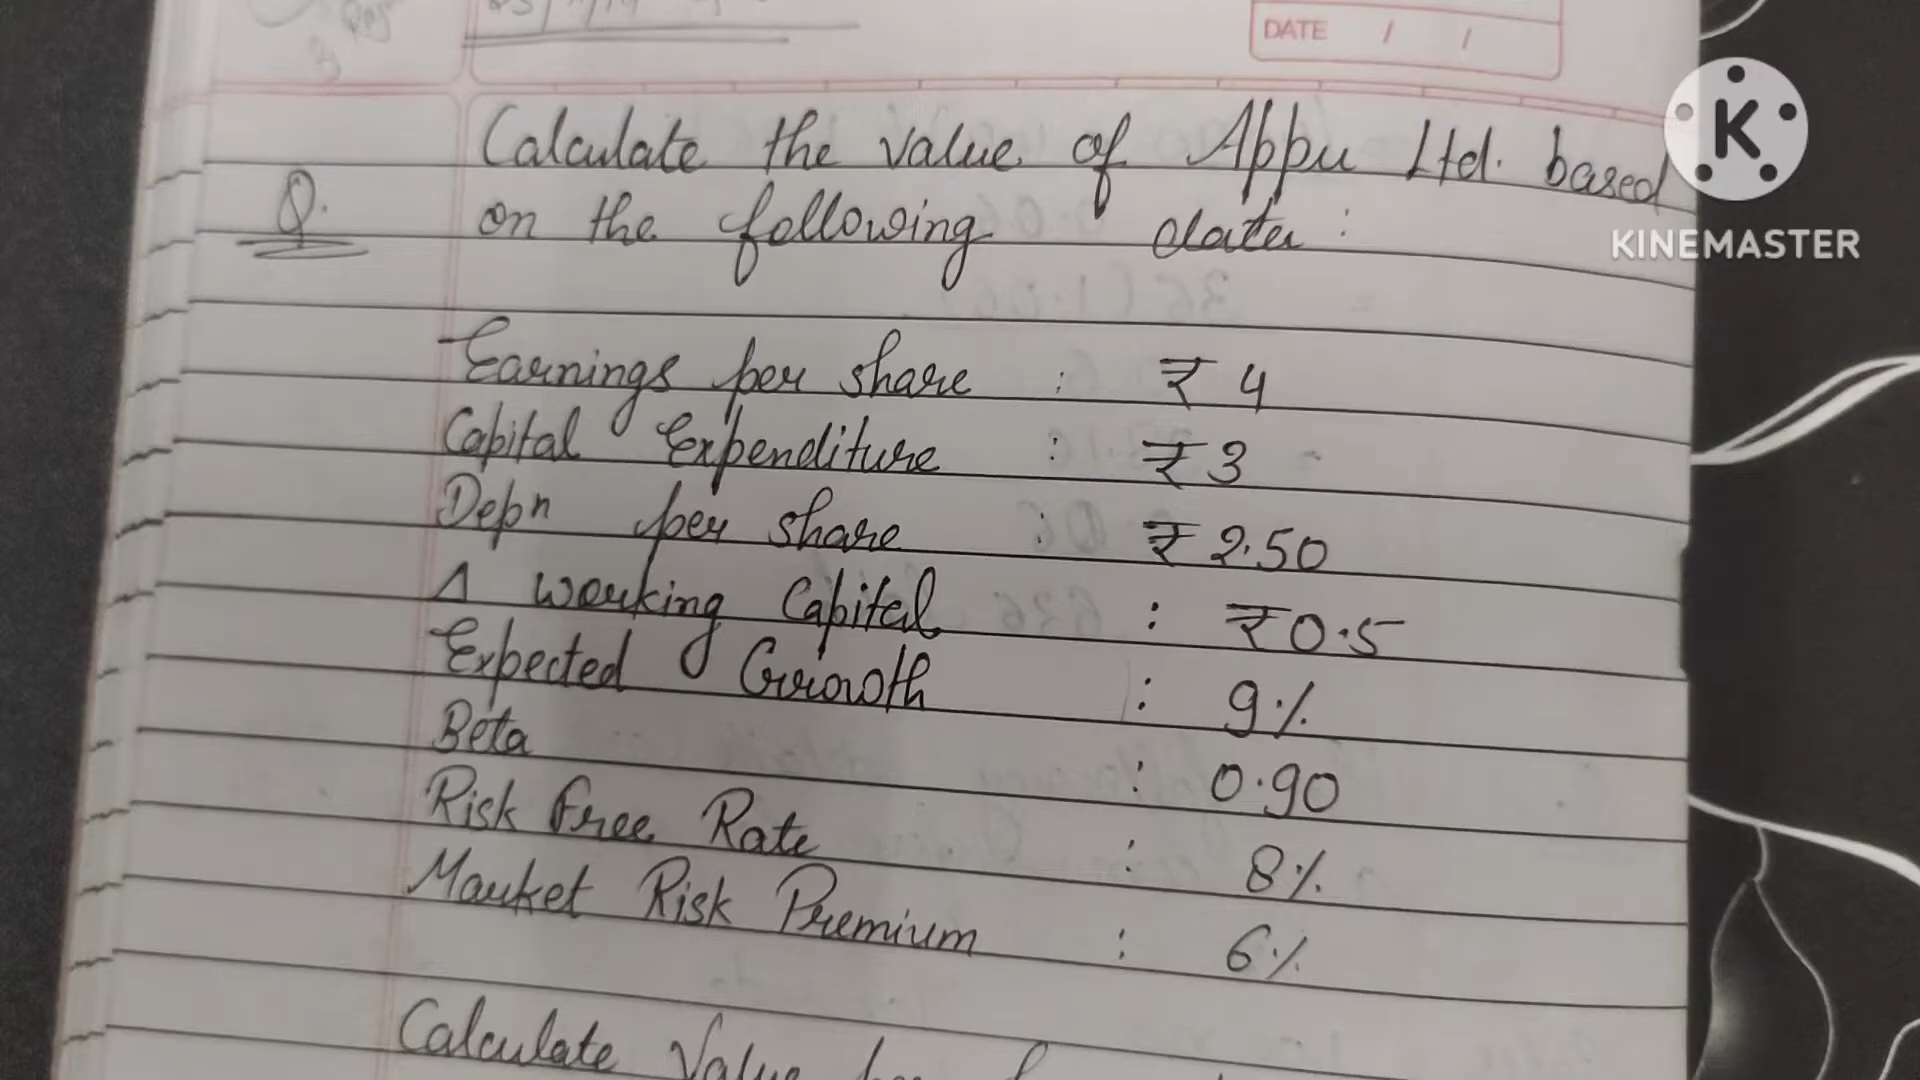 DATE / /
Calculate the value of Appu Ltd. based
Q. on the following data:
Earnings per share : ₹ 4
Capital Expenditure : ₹ 3
Depn per share : ₹ 2.50
Δ working Capital : ₹ 0.5
Expected Growth : 9%
Beta : 0.90
Risk free Rate : 8%
Market Risk Premium : 6%
Calculate Value
K
KINEMASTER